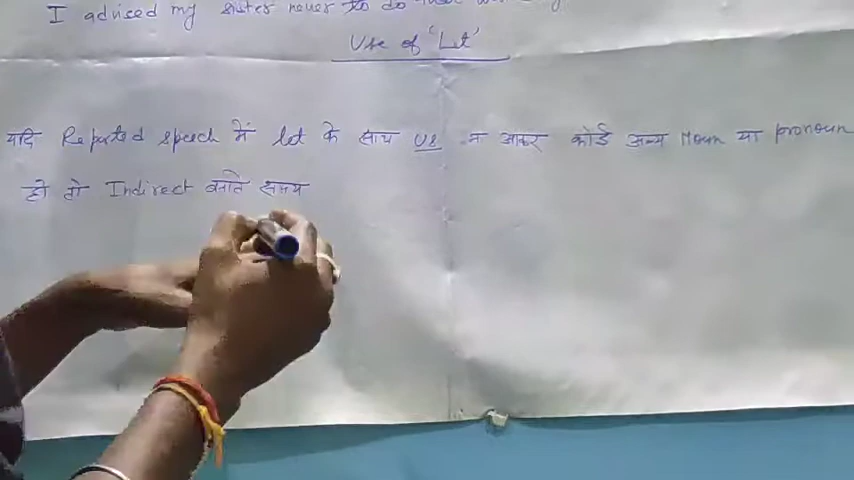 I advised my sister never to do
Use of 'Let'
यदि Reported speech में let के साथ us न आकर कोई अन्य Noun या pronoun
हो तो Indirect बनाते समय